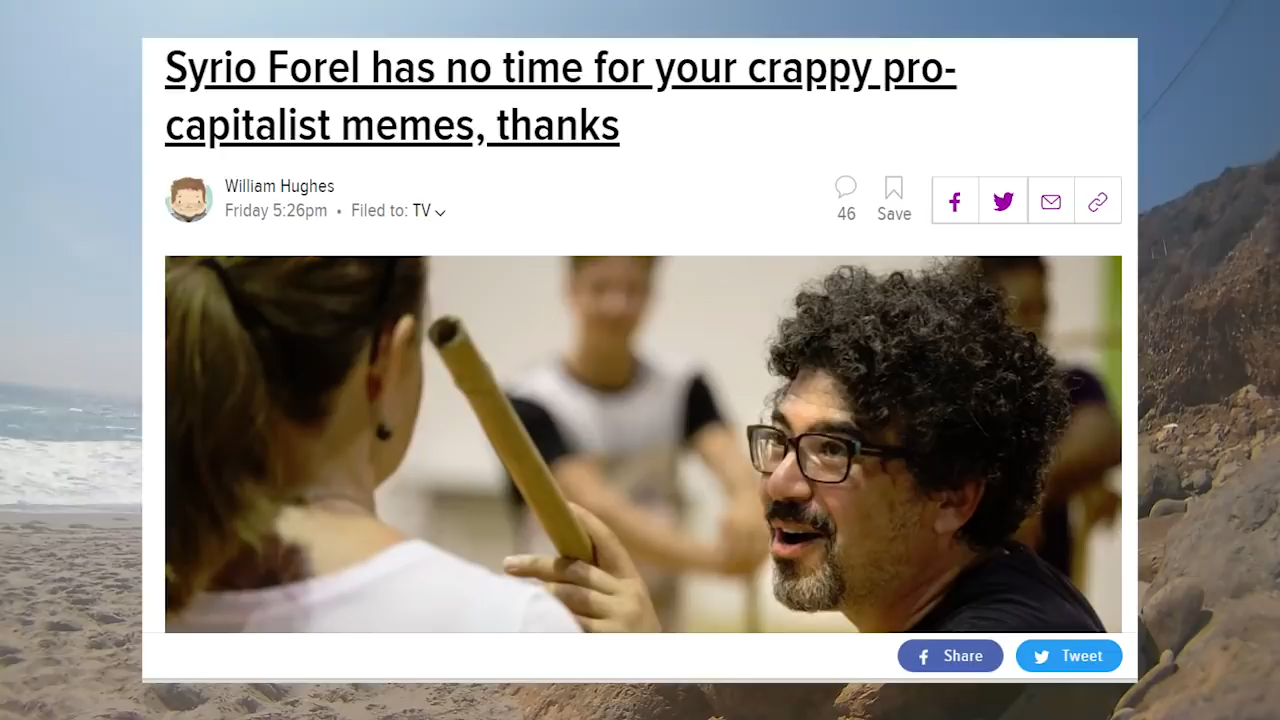 Syrio Forel has no time for your crappy pro-
capitalist memes, thanks
William Hughes
Friday 5:26pm • Filed to: TV
46
Save
Share
Tweet